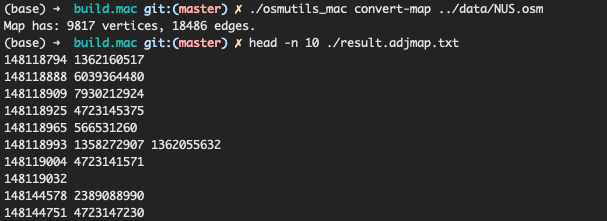 (base) → build.mac git:(master) ✗ ./osmutils_mac convert-map ../data/NUS.osm
Map has: 9817 vertices, 18486 edges.
(base) → build.mac git:(master) ✗ head -n 10 ./result.adjmap.txt
148118794 1362160517
148118888 6039364480
148118909 7930212924
148118925 4723145375
148118965 566531260
148118993 1358272907 1362055632
148119004 4723141571
148119032
148144578 2389088990
148144751 4723147230